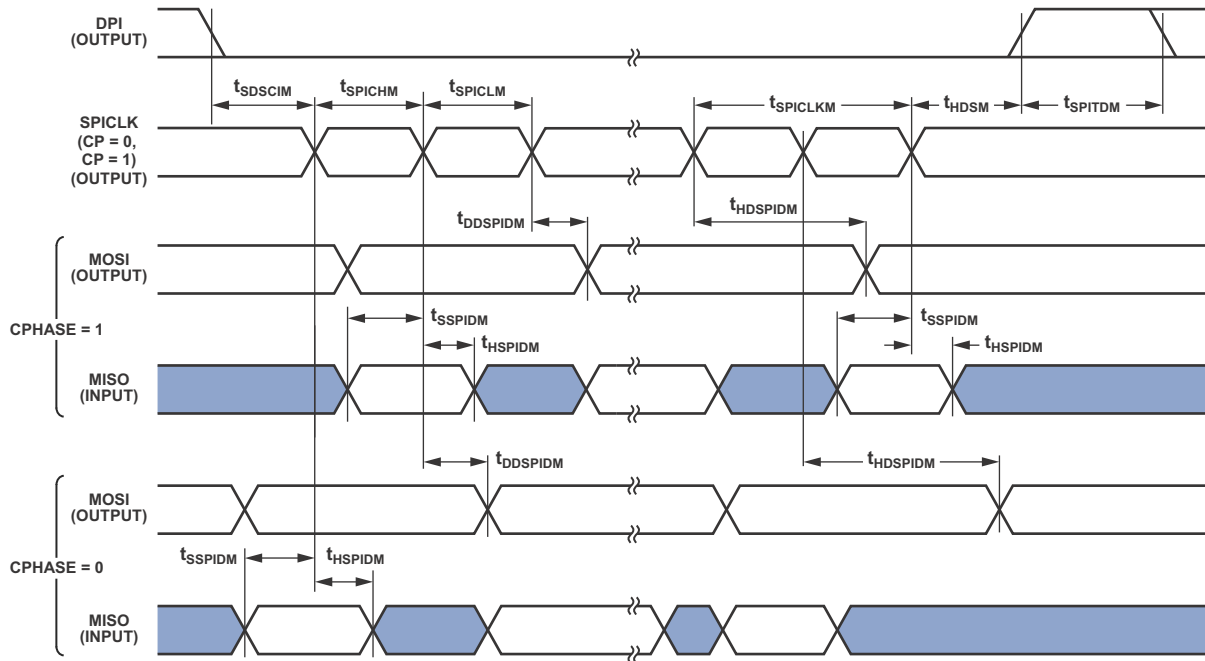 DPI
(OUTPUT)
tSDSCIM
tSPICHM
tSPICLM
tSPICLKM
tHDSM
tSPITDM
SPICLK
(CP = 0,
CP = 1)
(OUTPUT)
tDDSPIDM
tHDSPIDM
MOSI
(OUTPUT)
CPHASE = 1
tSSPIDM
tHSPIDM
tSSPIDM
tHSPIDM
MISO
(INPUT)
tDDSPIDM
tHDSPIDM
MOSI
(OUTPUT)
CPHASE = 0
tSSPIDM
tHSPIDM
MISO
(INPUT)